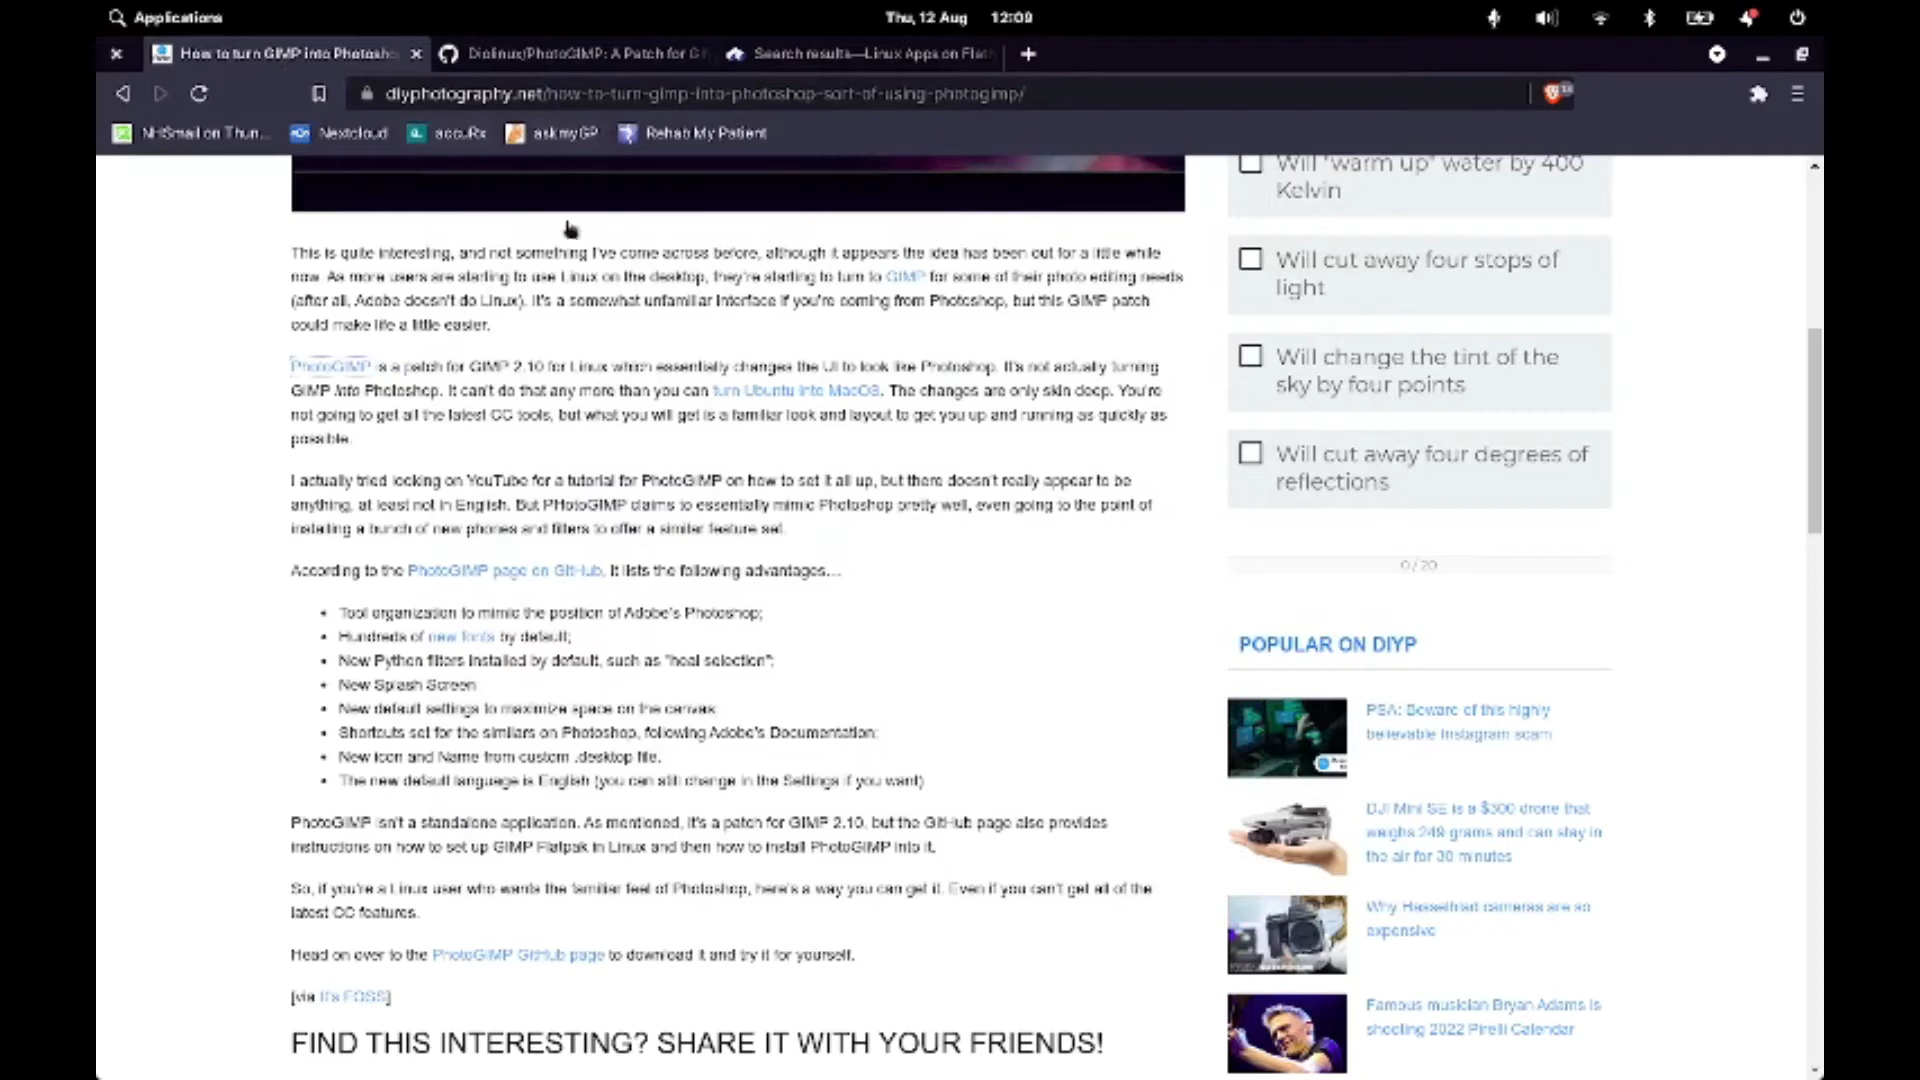 Applications
Thu, 12 Aug 12:09
How to turn GIMP into Photosho
Diolinux/PhotoGIMP: A Patch for GI
Search results—Linux Apps on Flath
diyphotography.net/how-to-turn-gimp-into-photoshop-sort-of-using-photogimp/
NHSmail on Thun...
Nextcloud
accuRx
askmyGP
Rehab My Patient
This is quite interesting, and not something I've come across before, although it appears the idea has been out for a little while
now. As more users are starting to use Linux on the desktop, they're starting to turn to GIMP for some of their photo editing needs
(after all, Adobe doesn't do Linux). It's a somewhat unfamiliar interface if you're coming from Photoshop, but this GIMP patch
could make life a little easier.
PhotoGIMP is a patch for GIMP 2.10 for Linux which essentially changes the UI to look like Photoshop. It's not actually turning
GIMP into Photoshop. It can't do that any more than you can turn Ubuntu into MacOS. The changes are only skin deep. You're
not going to get all the latest CC tools, but what you will get is a familiar look and layout to get you up and running as quickly as
possible.
I actually tried looking on YouTube for a tutorial for PhotoGIMP on how to set it all up, but there doesn't really appear to be
anything, at least not in English. But PHotoGIMP claims to essentially mimic Photoshop pretty well, even going to the point of
installing a bunch of new phones and filters to offer a similar feature set.
According to the PhotoGIMP page on GitHub, it lists the following advantages...
• Tool organization to mimic the position of Adobe's Photoshop;
• Hundreds of new fonts by default;
• New Python filters installed by default, such as "heal selection";
• New Splash Screen
• New default settings to maximize space on the canvas
• Shortcuts set for the similars on Photoshop, following Adobe's Documentation;
• New icon and Name from custom .desktop file.
• The new default language is English (you can still change in the Settings if you want)
PhotoGIMP isn't a standalone application. As mentioned, it's a patch for GIMP 2.10, but the GitHub page also provides
instructions on how to set up GIMP Flatpak in Linux and then how to install PhotoGIMP into it.
So, if you're a Linux user who wants the familiar feel of Photoshop, here's a way you can get it. Even if you can't get all of the
latest CC features.
Head on over to the PhotoGIMP GitHub page to download it and try it for yourself.
[via It's FOSS]
FIND THIS INTERESTING? SHARE IT WITH YOUR FRIENDS!
Will "warm up" water by 400
Kelvin
Will cut away four stops of
light
Will change the tint of the
sky by four points
Will cut away four degrees of
reflections
0 / 20
POPULAR ON DIYP
PSA: Beware of this highly
believable Instagram scam
DJI Mini SE is a $300 drone that
weighs 249 grams and can stay in
the air for 30 minutes
Why Hasselblad cameras are so
expensive
Famous musician Bryan Adams is
shooting 2022 Pirelli Calendar